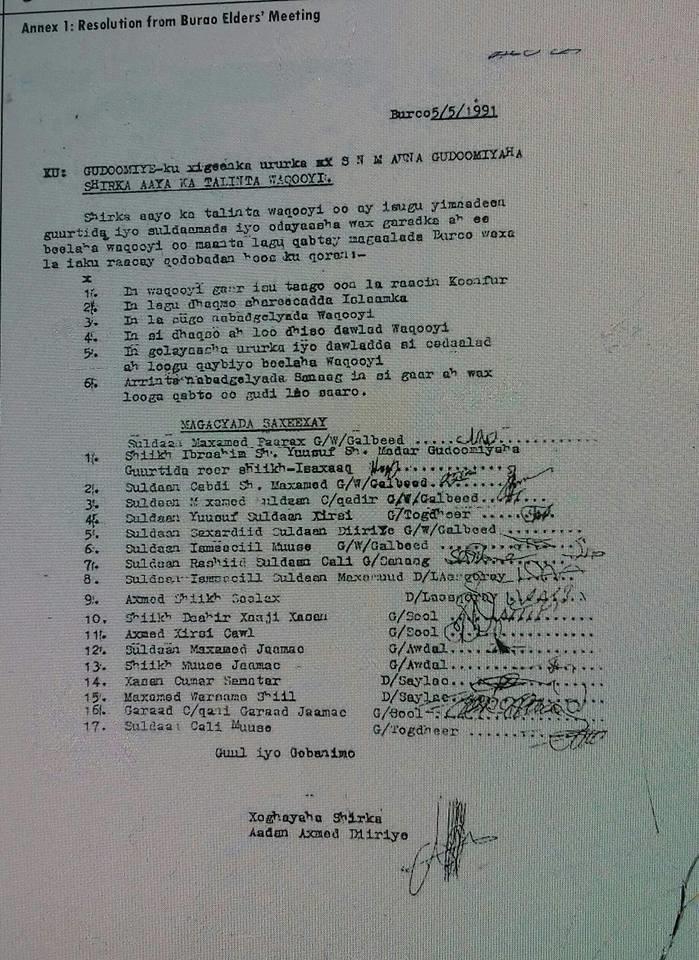 Annex 1: Resolution from Burao Elders' Meeting
Burco 5/5/1991
KU: GUDOOMIYE-ku xigeenka ururka S N M AMNA GUDOOMIYAHA
SHIRKA AAYA KA TALINTA WAQOOYI.
Shirka aayo ka talinta waqooyi oo ay isugu yimaadeen
guurtida iyo suldaamada iyo odayaasha wax garadka ah ee
beelaha waqooyi oo maanta lagu qabtay magaalada Burco waxa
la isku raacay qodobadan hoos ku qoran:-
1. In waqooyi gaar isu taago oon la raacin Koonfur
2. In lagu dhaqmo shareecadda Islaamka
3. In la sugo nabadgelyada Waqooyi
4. In si dhaqso ah loo dhiso dawlad Waqooyi
5. In golayaasha ururka iyo dawladda si cadaalad
ah loogu qaybiyo beelaha Waqooyi
6. Arrinta nabadgelyada Sanaag in si gaar ah wax
looga qabto oo gudi loo saaro.
MAGACYADA SAXEEXAY
Suldaan Maxamed Faarax G/W/Galbeed .....
1. Shiikh Ibraahim Sh. Yuusuf Sh. Madar Gudoomiyaha
Guurtida reer shiikh-Isaxaaq
2. Suldaan Cabdi Sh. Maxamed G/W/Galbeed..
3. Suldaan M xamed uldaan C/qadir G/W/Galbeed..
4. Suldaan Yuusuf Suldaan Xirsi G/Togdheer ....
5. Suldaan Saxardiid Suldaan Diiriye G/W/Galbeed ..........
6. Suldaan Ismaaciil Muuse G/W/Galbeed ..
7. Suldaan Rashiid Suldaan Cali G/Sanaag
8. Suldaan Ismaacill Suldaan Maxamuud D/LAasgoray
9. Axmed Shiikh Saalax D/Laasqoray
10. Shiikh Daahir Xaaji Xasan G/Sool
11. Axmed Xirsi Cawl G/Sool
12. Suldaan Maxamed Jaamac G/Awdal
13. Shiikh Muuse Jaamac G/Awdal
14. Xasan Cumar Samatar D/Saylac
15. Maxamed Warsame Shiil D/Saylac
16. Garaad C/qani Garaad Jaamac G/Sool
17. Suldaan Cali Muuse G/Togdheer
Guul iyo Gobanimo
Xoghayaha Shirka
Aadan Axmed Diiriye